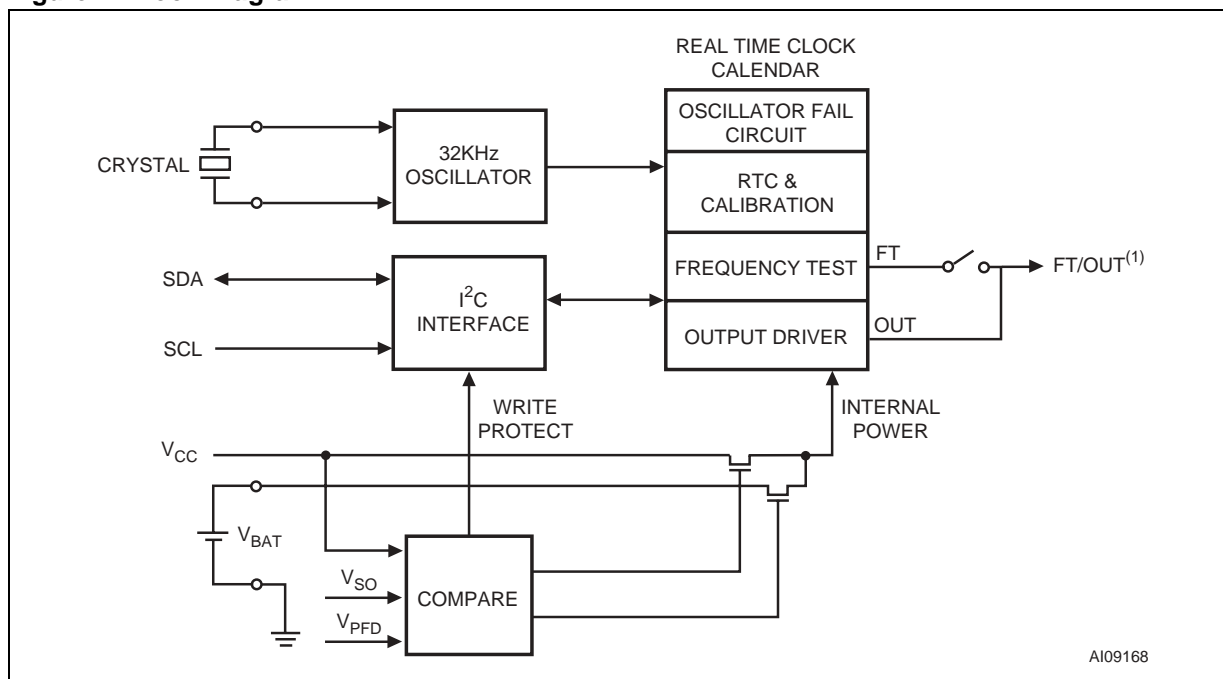 REAL TIME CLOCK
CALENDAR
OSCILLATOR FAIL
CIRCUIT
CRYSTAL
32KHz
OSCILLATOR
RTC &
CALIBRATION
FREQUENCY TEST
FT
FT/OUT(1)
SDA
I2C
INTERFACE
OUTPUT DRIVER
OUT
SCL
WRITE
PROTECT
INTERNAL
POWER
VCC
VBAT
VSO
COMPARE
VPFD
AI09168